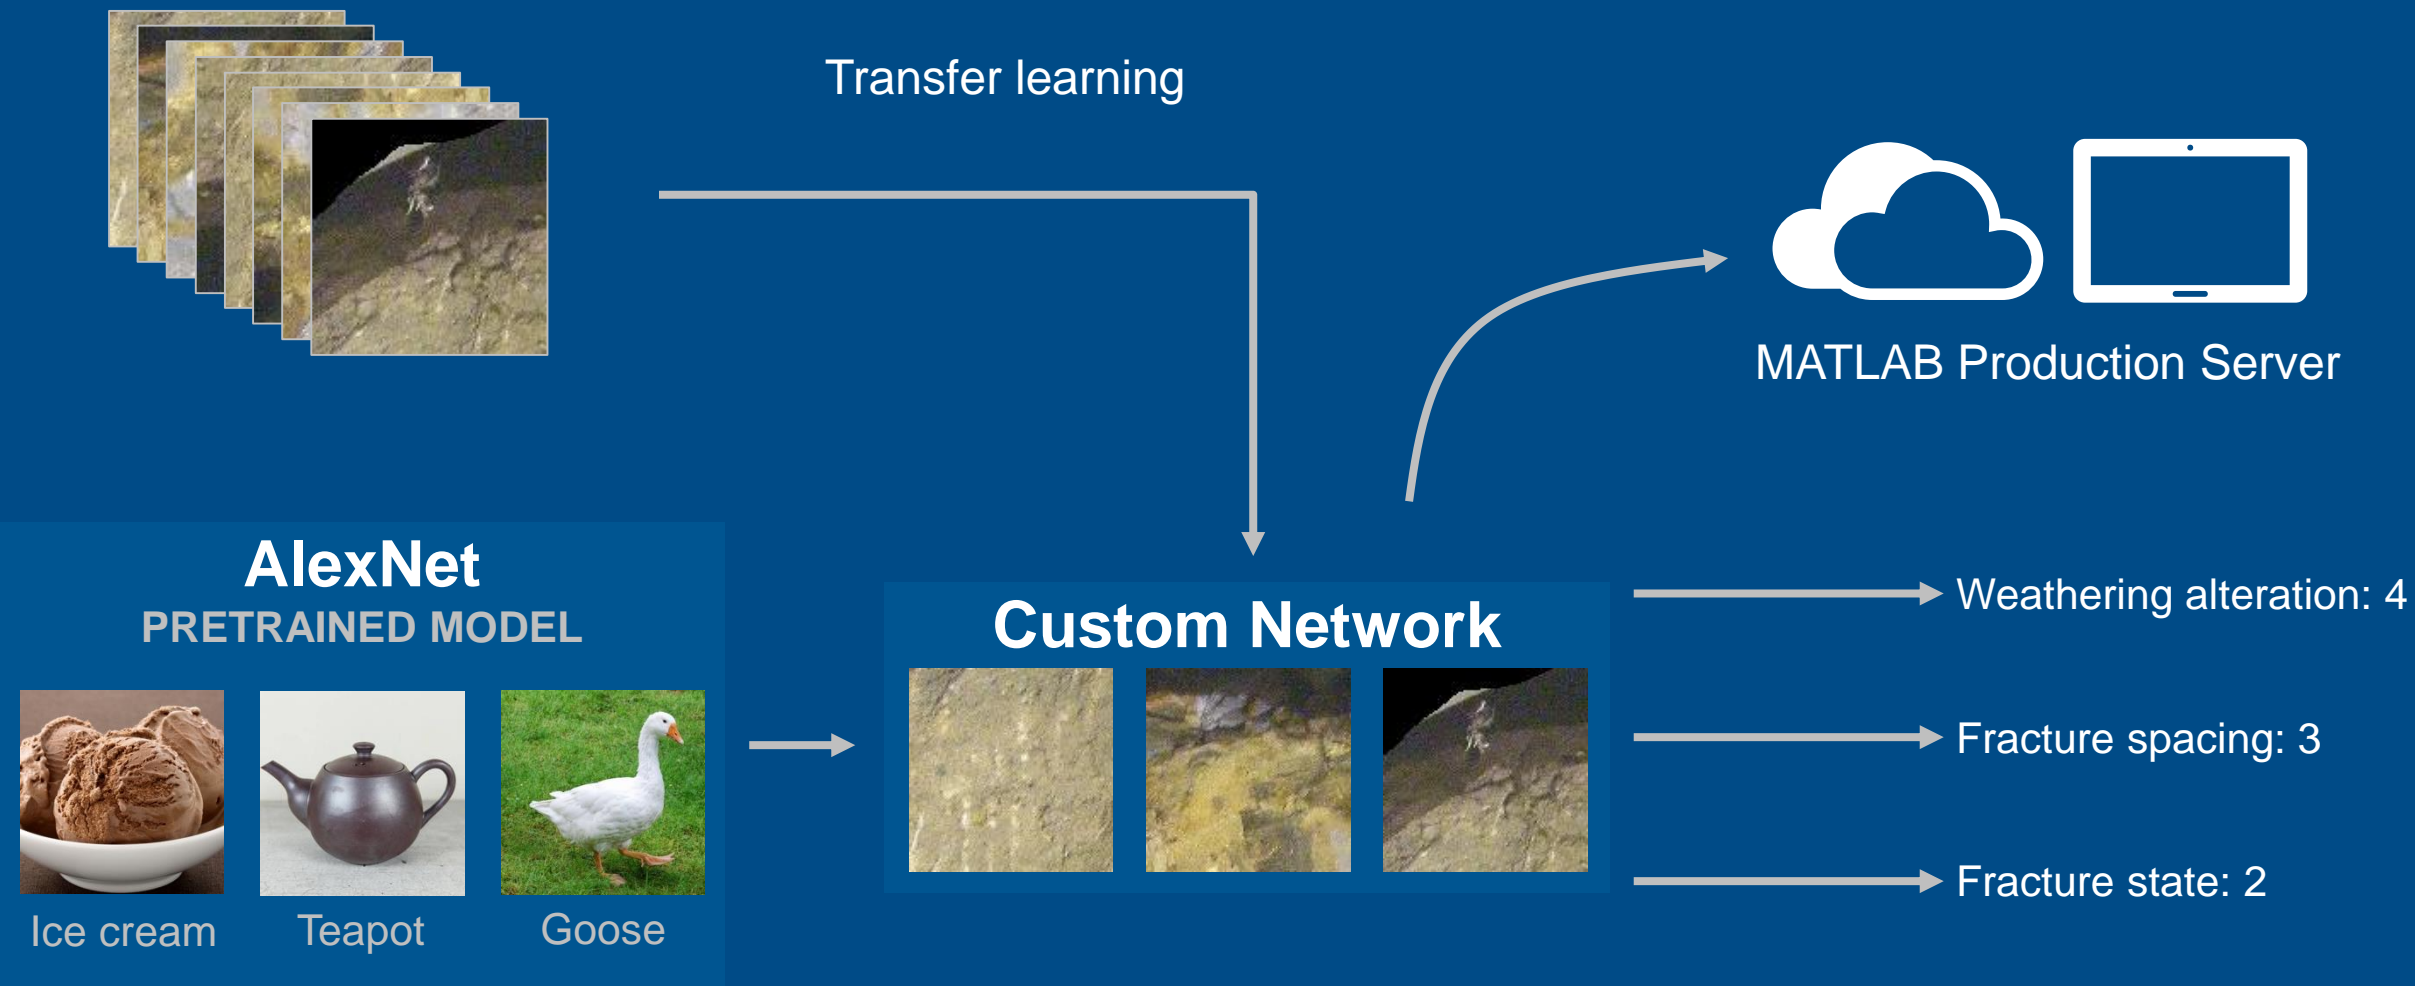 Transfer learning
MATLAB Production Server
AlexNet
PRETRAINED MODEL
Ice cream
Teapot
Goose
Custom Network
Weathering alteration: 4
Fracture spacing: 3
Fracture state: 2